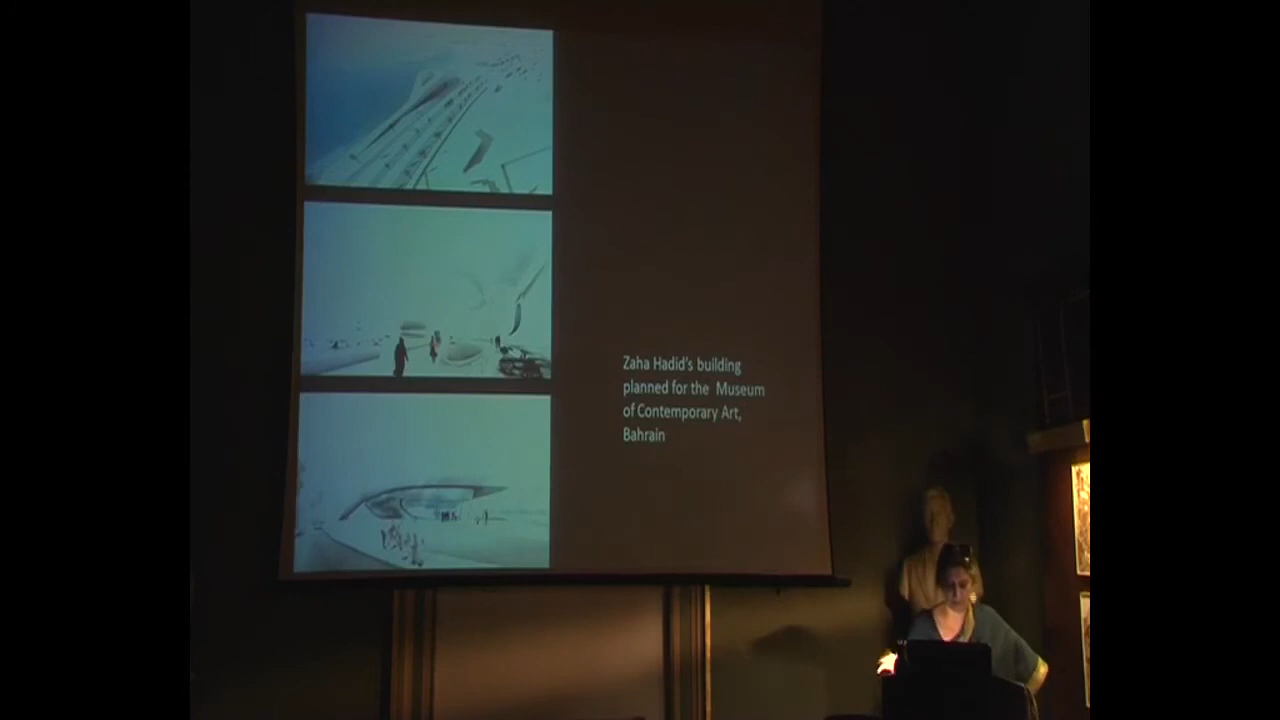 Zaha Hadid's building
planned for the Museum
of Contemporary Art,
Bahrain